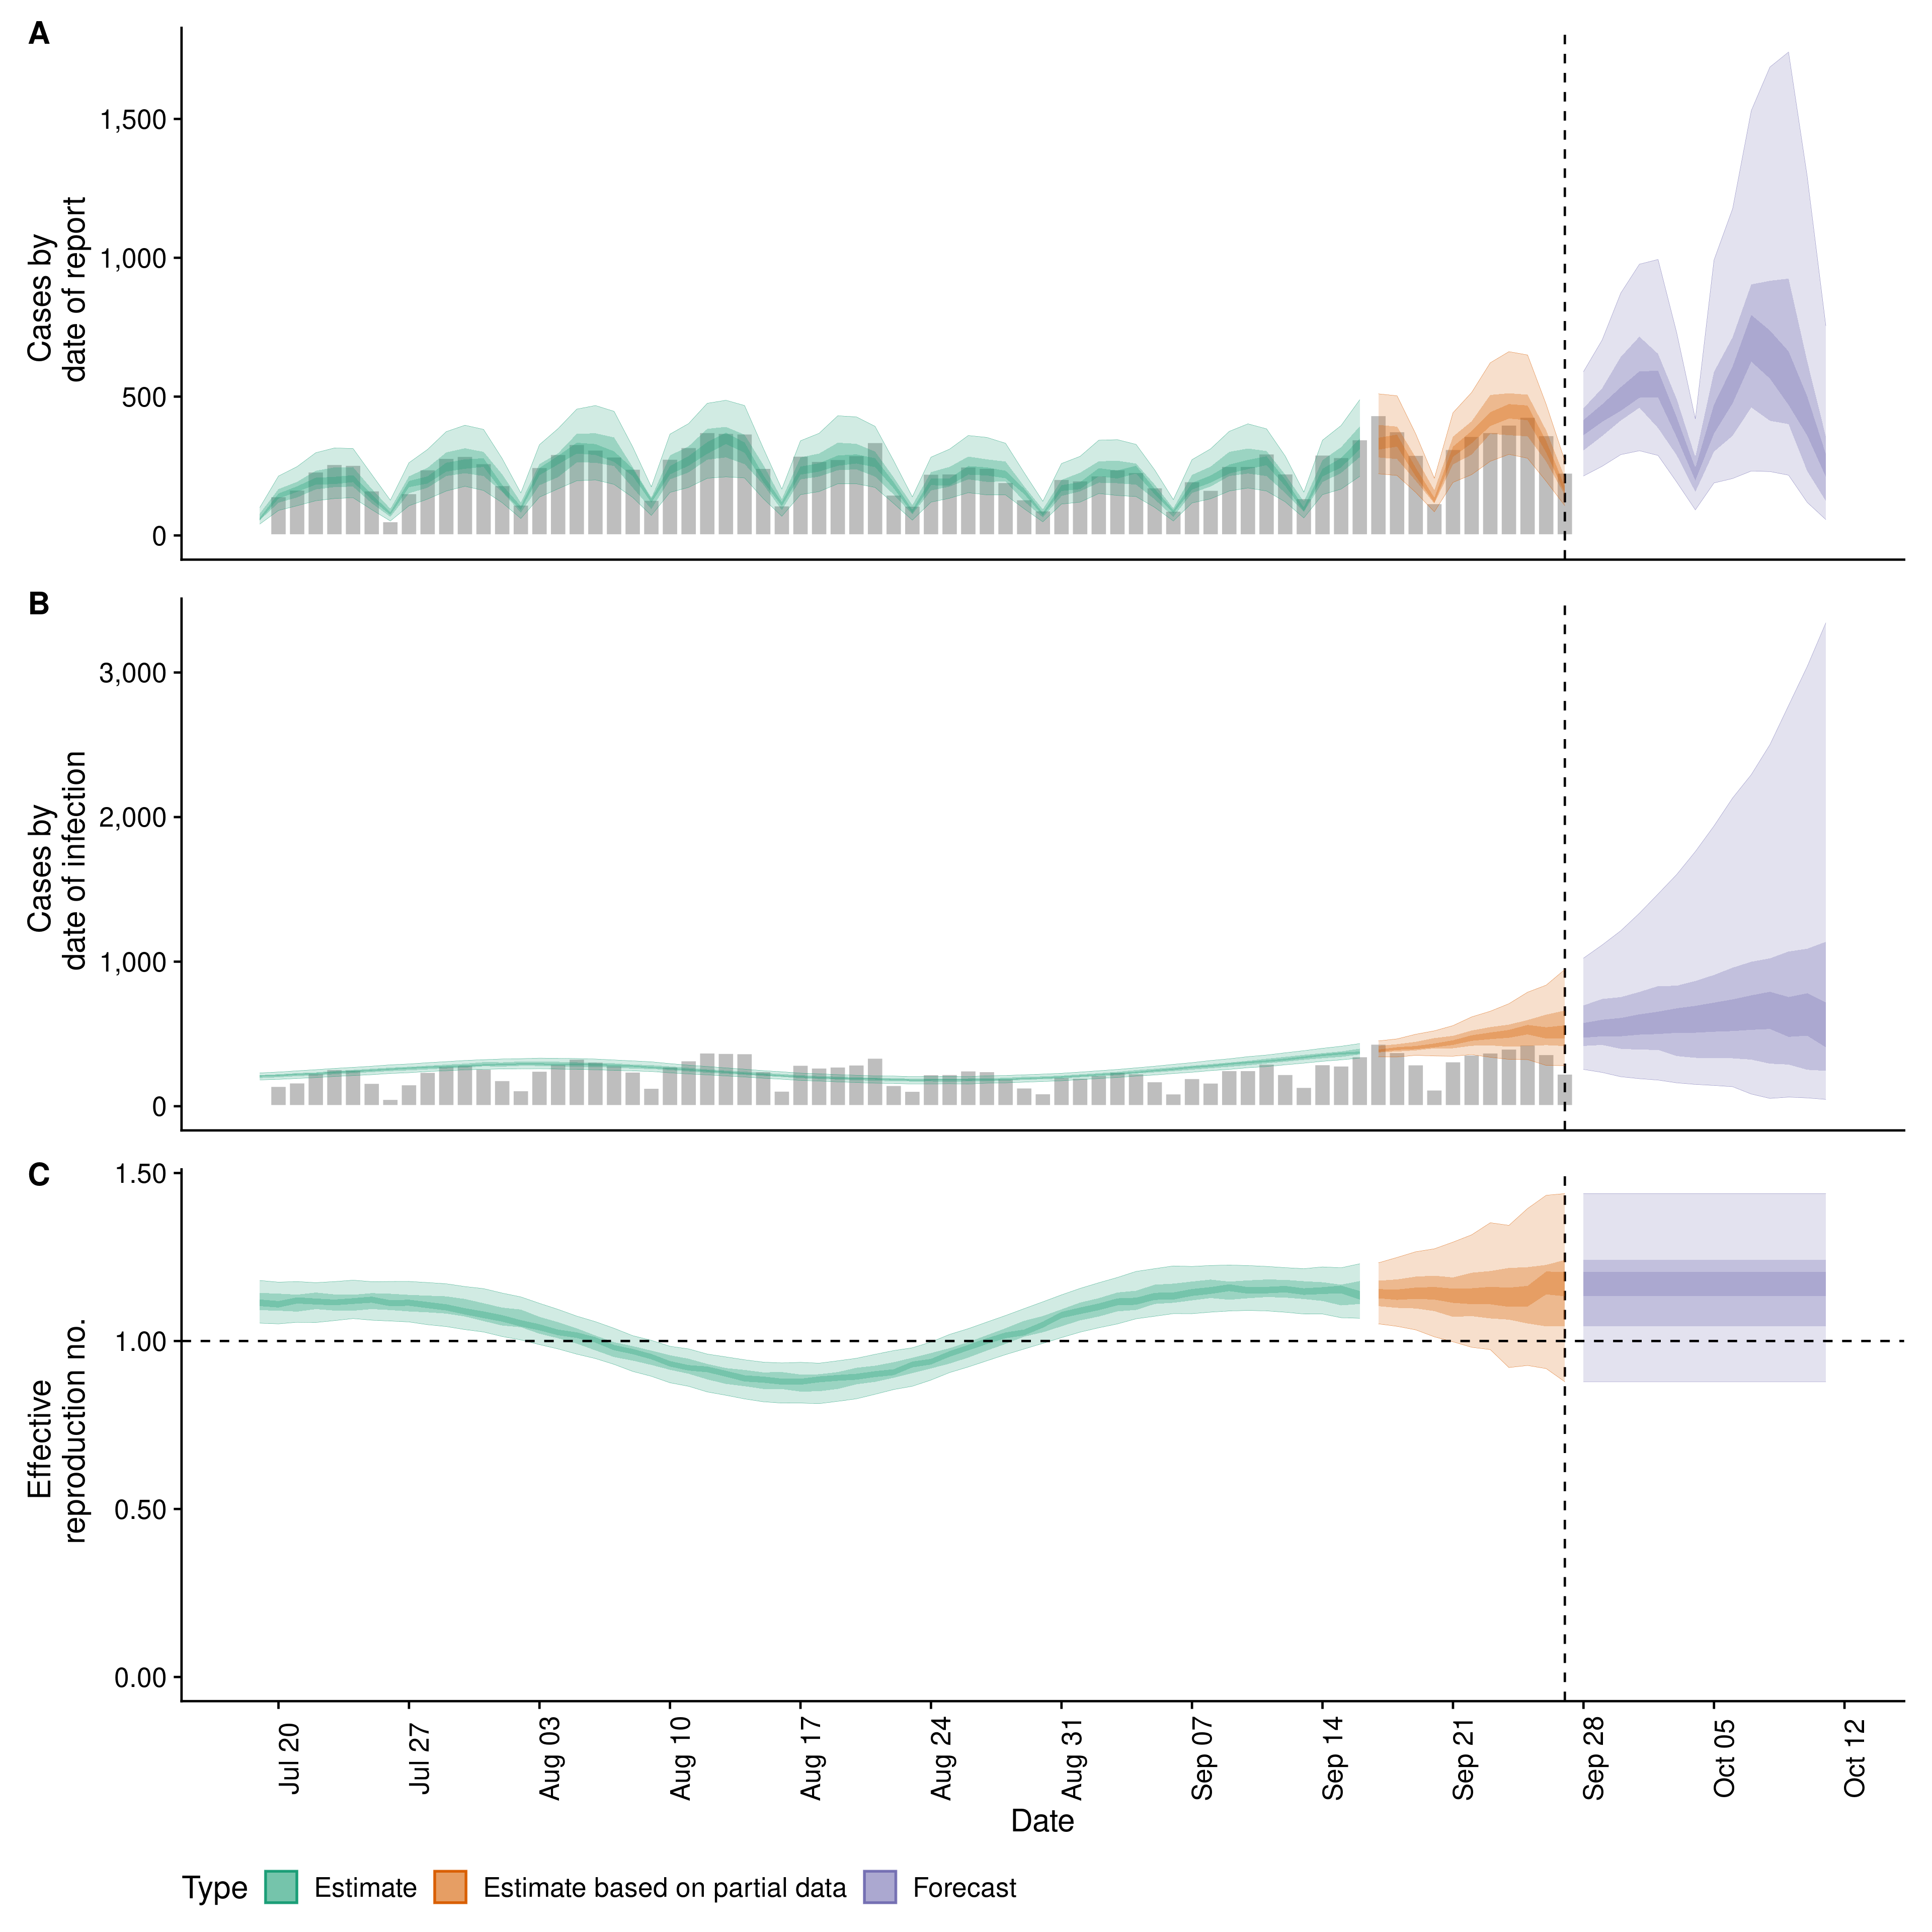 A
Cases by
date of report
1,500
1,000
500
0
B
Cases by
date of infection
3,000
2,000
1,000
0
C
Effective
reproduction no.
1.50
1.00
0.50
0.00
Jul 20
Jul 27
Aug 03
Aug 10
Aug 17
Aug 24
Aug 31
Sep 07
Sep 14
Sep 21
Sep 28
Oct 05
Oct 12
Date
Type
Estimate
Estimate based on partial data
Forecast